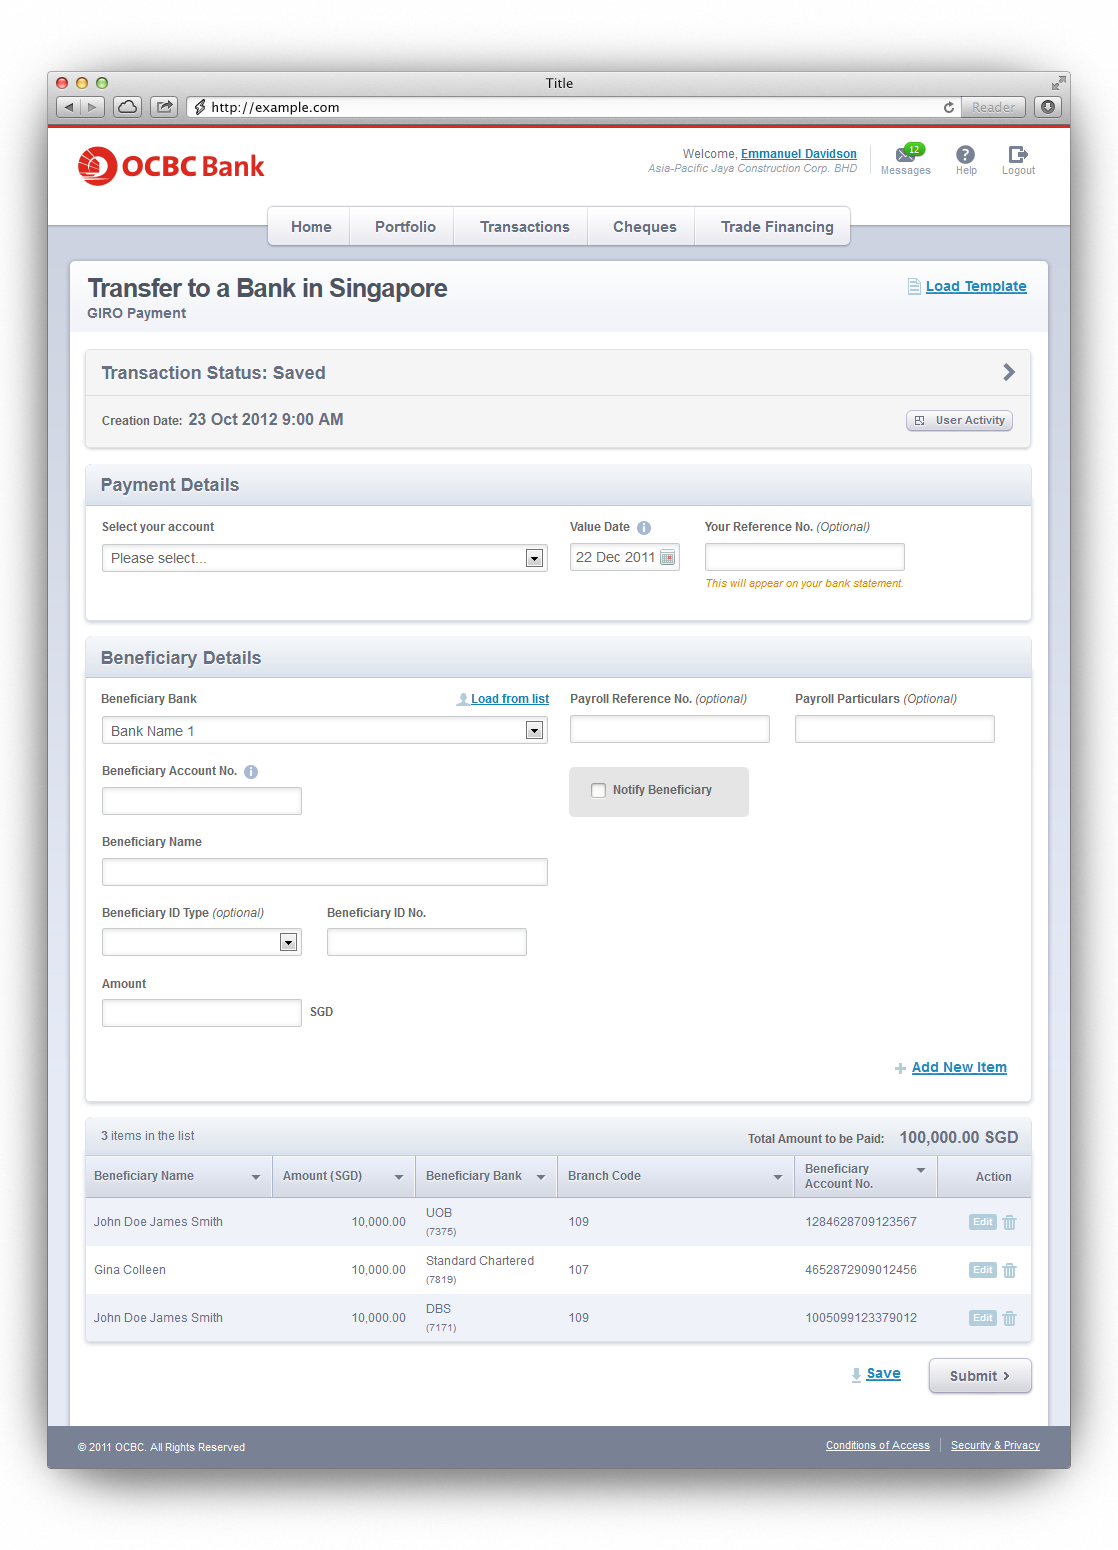 Title
http://example.com
Reader
OCBC Bank
Welcome, Emmanuel Davidson
Asia-Pacific Jaya Construction Corp. BHD
12
Messages
Help
Logout
Home
Portfolio
Transactions
Cheques
Trade Financing
Transfer to a Bank in Singapore
GIRO Payment
Load Template
Transaction Status: Saved
Creation Date: 23 Oct 2012 9:00 AM
User Activity
Payment Details
Select your account
Value Date
Your Reference No. (Optional)
Please select...
22 Dec 2011
This will appear on your bank statement.
Beneficiary Details
Beneficiary Bank
Load from list
Payroll Reference No. (optional)
Payroll Particulars (Optional)
Bank Name 1
Beneficiary Account No.
Notify Beneficiary
Beneficiary Name
Beneficiary ID Type (optional)
Beneficiary ID No.
Amount
SGD
Add New Item
3 items in the list
Total Amount to be Paid: 100,000.00 SGD
Beneficiary Name
Amount (SGD)
Beneficiary Bank
Branch Code
Beneficiary
Account No.
Action
John Doe James Smith
10,000.00
UOB
(7375)
109
1284628709123567
Edit
Gina Colleen
10,000.00
Standard Chartered
(7819)
107
4652872909012456
Edit
John Doe James Smith
10,000.00
DBS
(7171)
109
1005099123379012
Edit
Save
Submit
© 2011 OCBC. All Rights Reserved
Conditions of Access
Security & Privacy